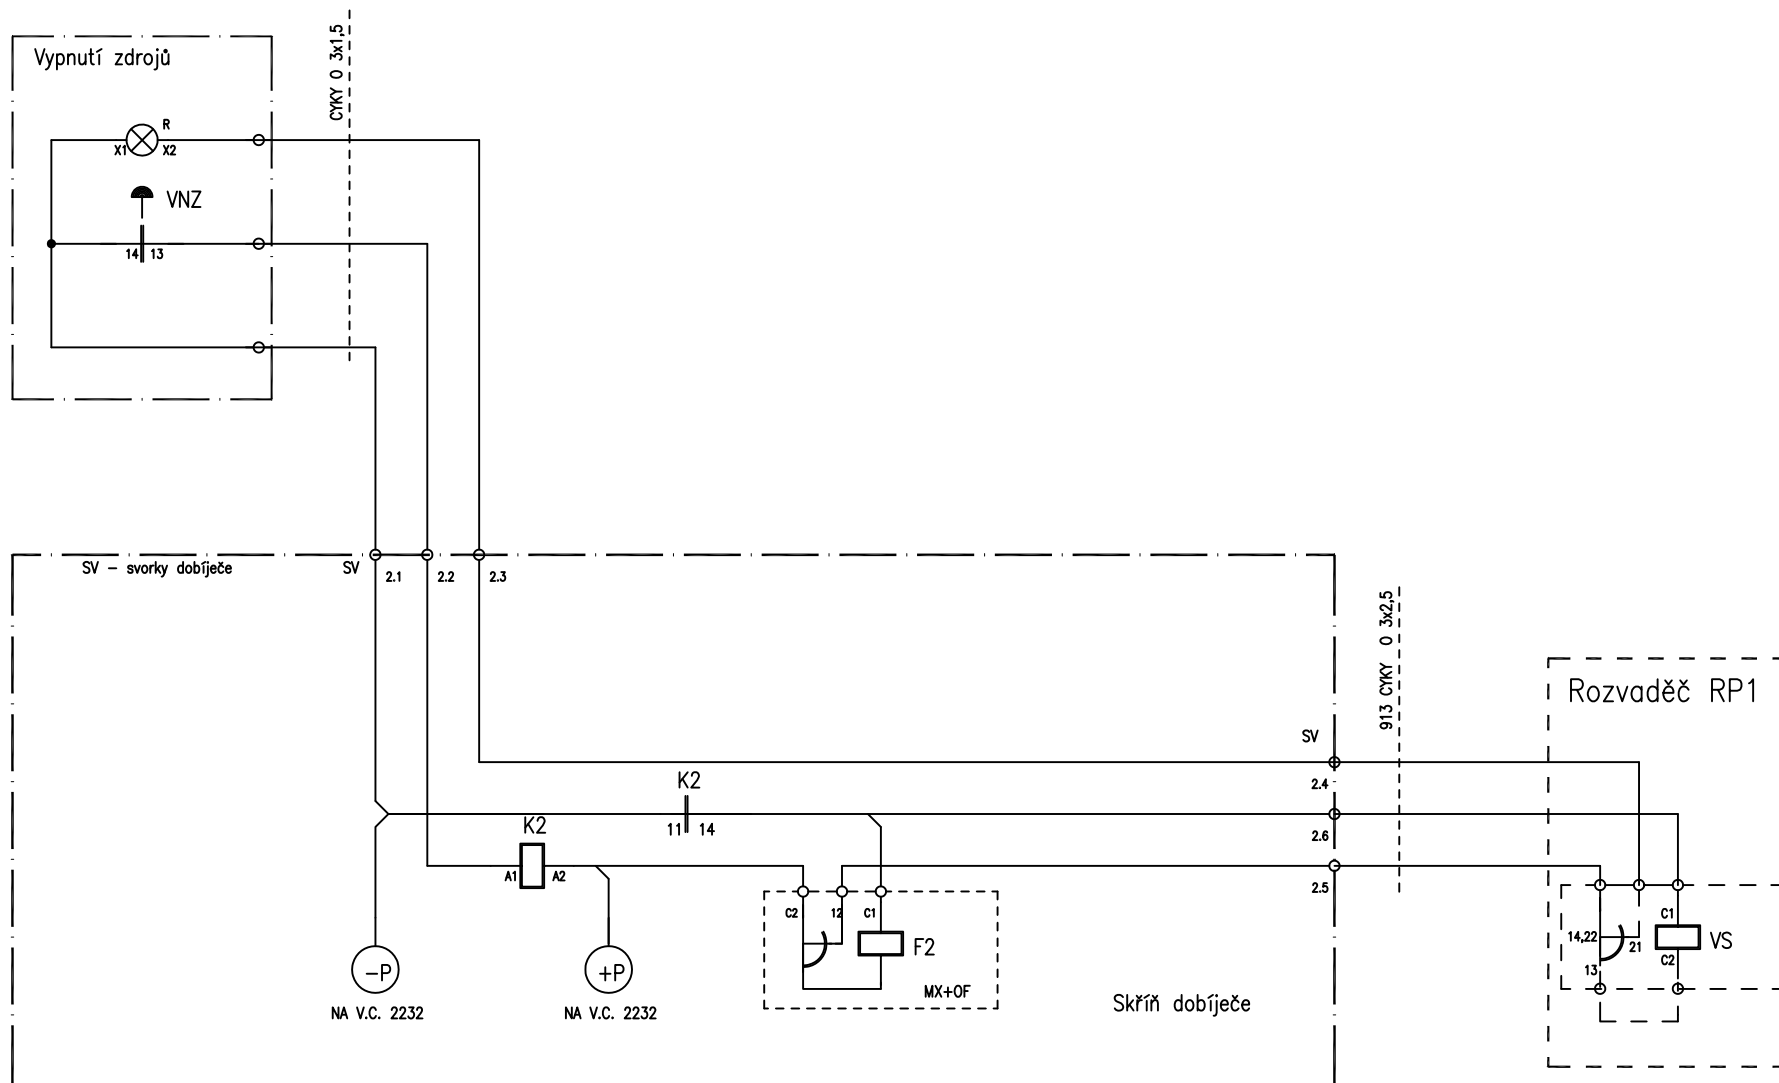 Vypnutí zdrojů
CYKY O 3x1,5
R
X1
X2
VNZ
14
13
SV – svorky dobíječe
SV
2.1
2.2
2.3
913 CYKY O 3x2,5
Rozvaděč RP1
SV
2.4
K2
11
14
2.6
K2
A1
A2
2.5
C2
12
C1
F2
MX+OF
C1
14,22
21
VS
C2
13
–P
+P
NA V.C. 2232
NA V.C. 2232
Skříň dobíječe